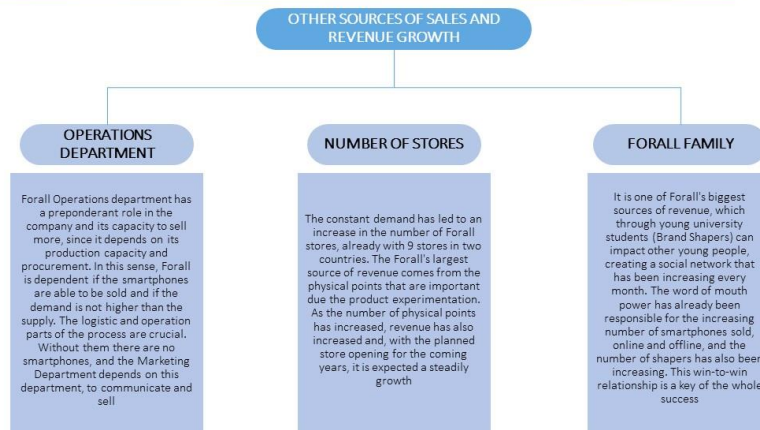 OTHER SOURCES OF SALES AND
REVENUE GROWTH
OPERATIONS
DEPARTMENT
Forall Operations department has
a preponderant role in the
company and its capacity to sell
more, since it depends on its
production capacity and
procurement. In this sense, Forall
is dependent if the smartphones
are able to be sold and if the
demand is not higher than the
supply. The logistic and operation
parts of the process are crucial.
Without them there are no
smartphones, and the Marketing
Department depends on this
department, to communicate and
sell
NUMBER OF STORES
The constant demand has led to an
increase in the number of Forall
stores, already with 9 stores in two
countries. The Forall's largest
source of revenue comes from the
physical points that are important
due the product experimentation.
As the number of physical points
has increased, revenue has also
increased and, with the planned
store opening for the coming
years, it is expected a steadily
growth
FORALL FAMILY
It is one of Forall's biggest
sources of revenue, which
through young university
students (Brand Shapers) can
impact other young people,
creating a social network that
has been increasing every
month. The word of mouth
power has already been
responsible for the increasing
number of smartphones sold,
online and offline, and the
number of shapers has also been
increasing. This win-to-win
relationship is a key of the whole
success